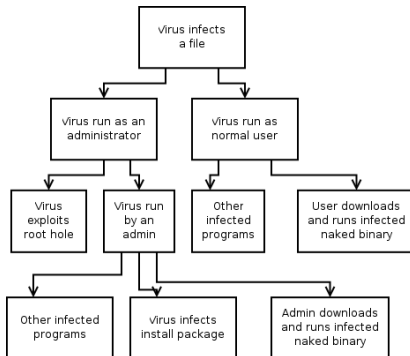 virus infects
a file
virus run as an
administrator
virus run as
normal user
Virus
exploits
root hole
Virus run
by an
admin
Other
infected
programs
User downloads
and runs infected
naked binary
Other infected
programs
virus infects
install package
Admin downloads
and runs infected
naked binary